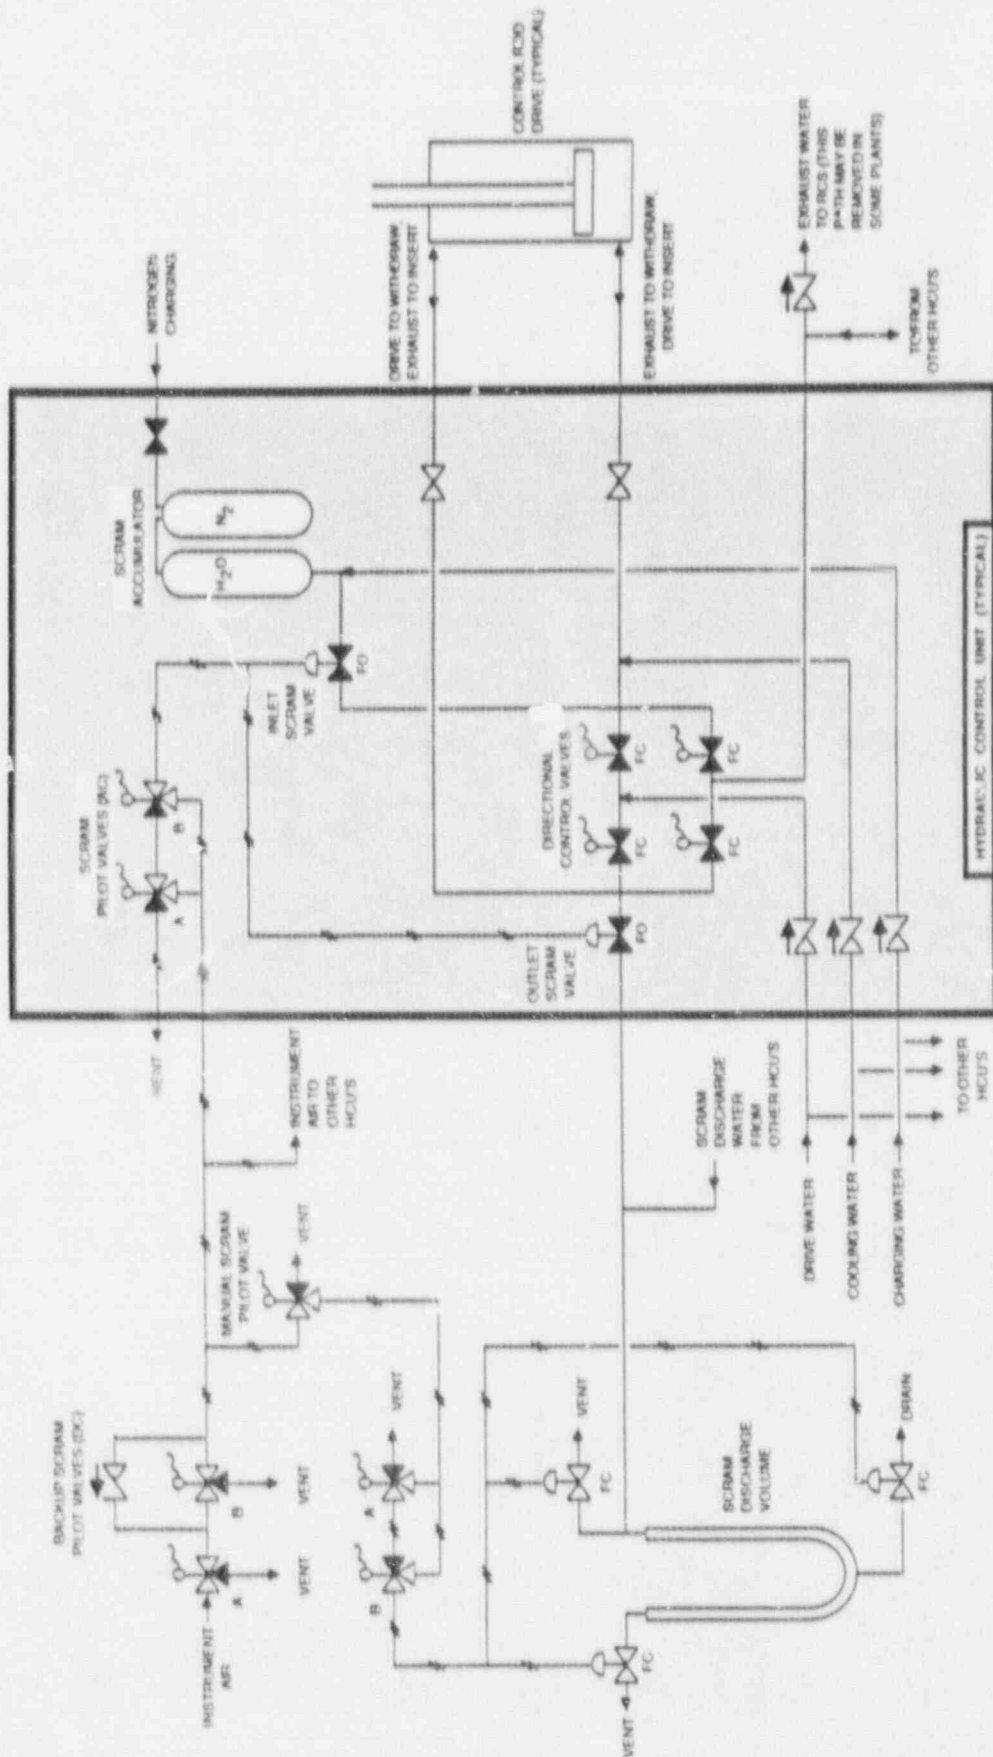 BACKUP SCRAM
PILOT VALVES (DC)
INSTRUMENT
AIR
A
B
VENT
VENT
MANUAL SCRAM
PILOT VALVE
VENT
INSTRUMENT
AIR TO
OTHER
HCU'S
VENT
SCRAM
PILOT VALVES (AC)
A
B
INLET
SCRAM
VALVE
FO
SCRAM
ACCUMULATOR
H2O
N2
NITROGEN
CHARGING
B
A
VENT
VENT
FC
VENT
FC
SCRAM
DISCHARGE
VOLUME
DRAIN
FC
SCRAM
DISCHARGE
WATER
FROM
OTHER HCU'S
OUTLET
SCRAM
VALVE
FO
DIRECTIONAL
CONTROL VALVES
FC
FC
FC
FC
DRIVE TO WITHDRAW,
EXHAUST TO INSERT
EXHAUST TO WITHDRAW,
DRIVE TO INSERT
CONTROL ROD
DRIVE (TYPICAL)
DRIVE WATER
COOLING WATER
CHARGING WATER
TO OTHER
HCU'S
EXHAUST WATER
TO RCS (THIS
PATH MAY BE
REMOVED IN
SOME PLANTS)
TO/FROM
OTHER HCU'S
HYDRAULIC CONTROL UNIT (TYPICAL)